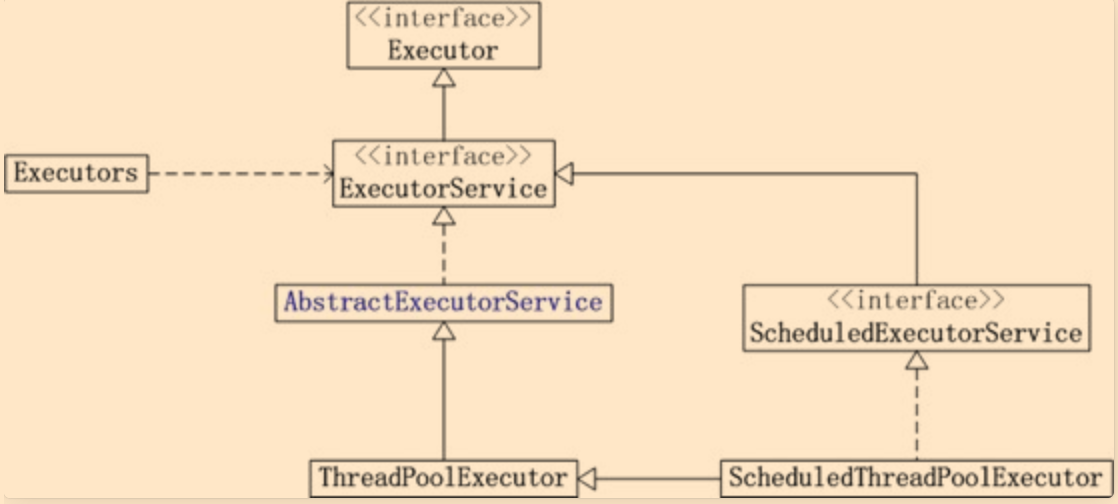 <<interface>>
Executor
Executors
<<interface>>
ExecutorService
AbstractExecutorService
<<interface>>
ScheduledExecutorService
ThreadPoolExecutor
ScheduledThreadPoolExecutor